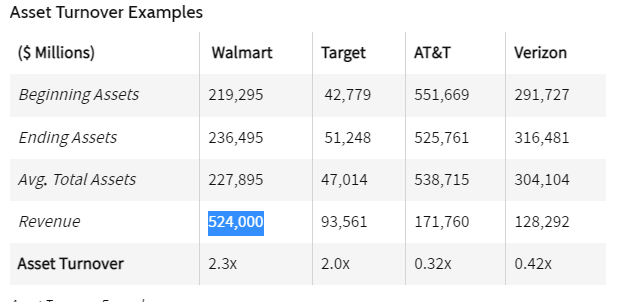 Asset Turnover Examples
($ Millions) Walmart Target AT&T Verizon
Beginning Assets 219,295 42,779 551,669 291,727
Ending Assets 236,495 51,248 525,761 316,481
Avg. Total Assets 227,895 47,014 538,715 304,104
Revenue 524,000 93,561 171,760 128,292
Asset Turnover 2.3x 2.0x 0.32x 0.42x